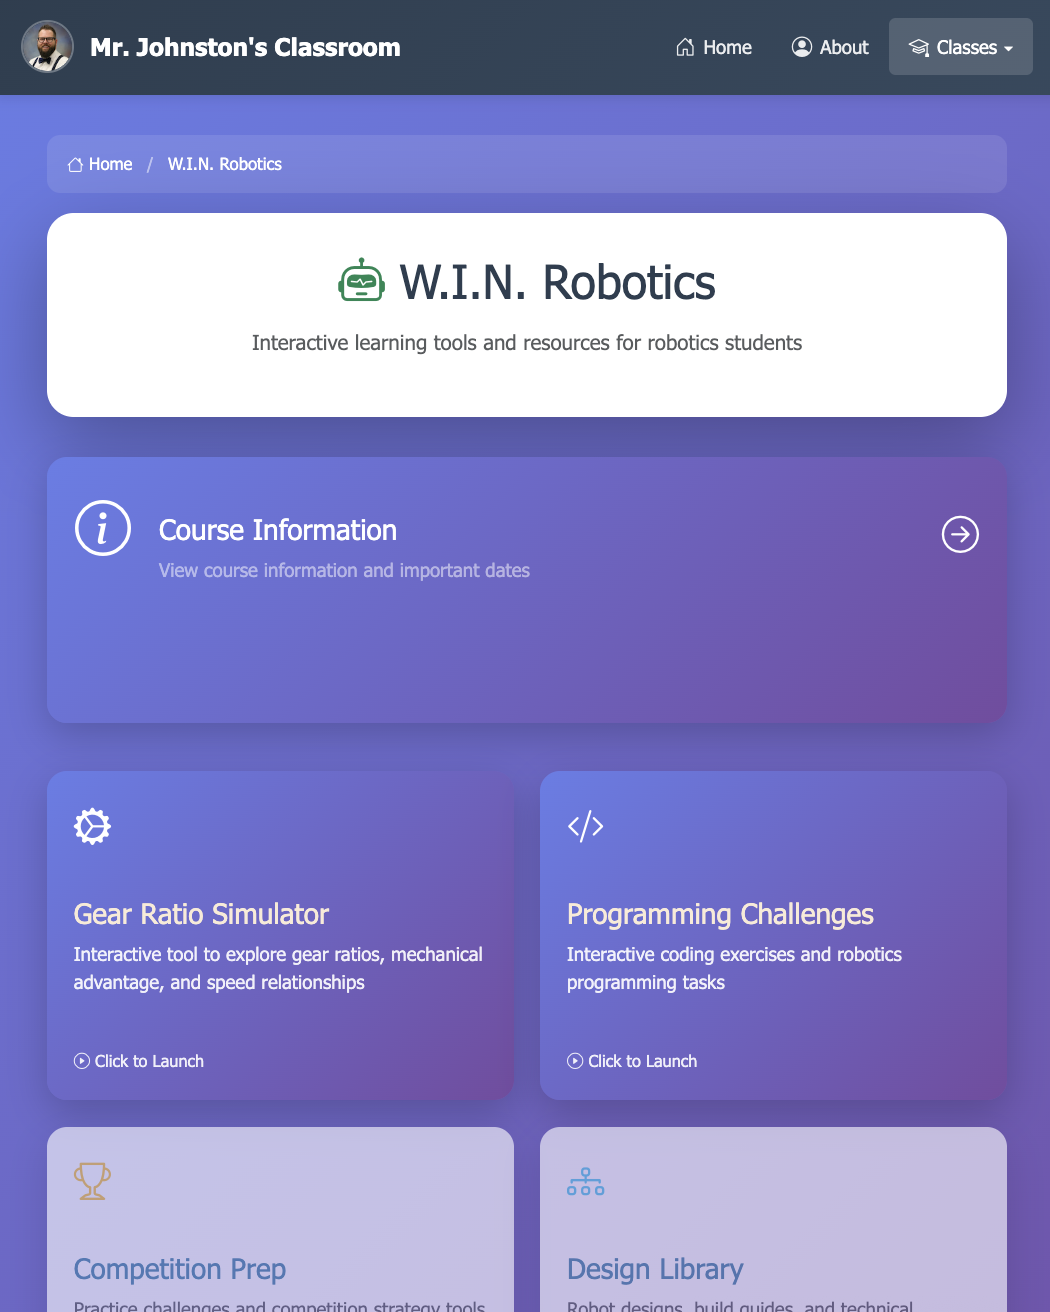 Mr. Johnston's Classroom
Home
About
Classes
Home / W.I.N. Robotics
W.I.N. Robotics
Interactive learning tools and resources for robotics students
Course Information
View course information and important dates
Gear Ratio Simulator
Interactive tool to explore gear ratios, mechanical
advantage, and speed relationships
Click to Launch
Programming Challenges
Interactive coding exercises and robotics
programming tasks
Click to Launch
Competition Prep
Practice challenges and competition strategy tools
Design Library
Robot designs, build guides, and technical